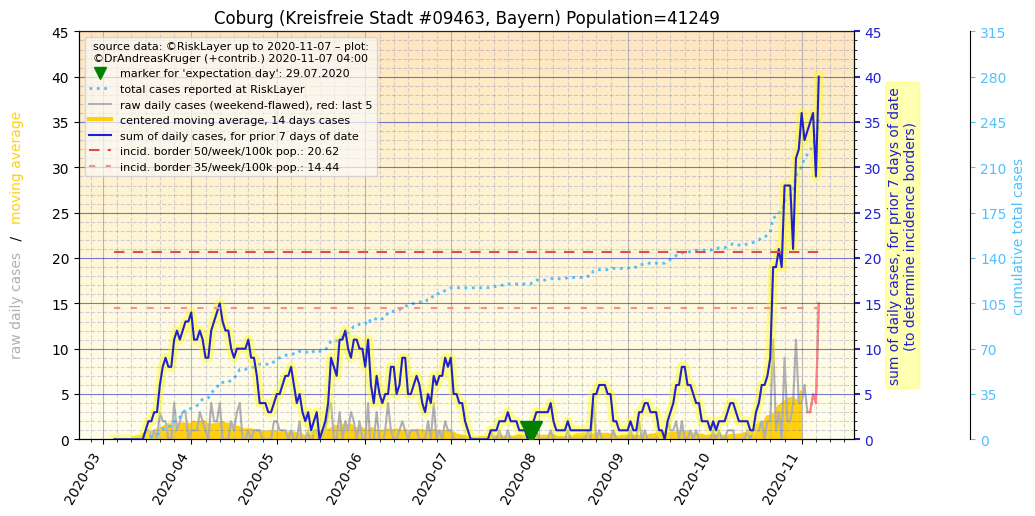 Coburg (Kreisfreie Stadt #09463, Bayern) Population=41249
source data: ©RiskLayer up to 2020-11-07 – plot:
©DrAndreasKruger (+contrib.) 2020-11-07 04:00
marker for 'expectation day': 29.07.2020
total cases reported at RiskLayer
raw daily cases (weekend-flawed), red: last 5
centered moving average, 14 days cases
sum of daily cases, for prior 7 days of date
incid. border 50/week/100k pop.: 20.62
incid. border 35/week/100k pop.: 14.44
raw daily cases / moving average
45
40
35
30
25
20
15
10
5
0
2020-03
2020-04
2020-05
2020-06
2020-07
2020-08
2020-09
2020-10
2020-11
45
40
35
30
25
20
15
10
5
0
sum of daily cases, for prior 7 days of date
(to determine incidence borders)
315
280
245
210
175
140
105
70
35
0
cumulative total cases